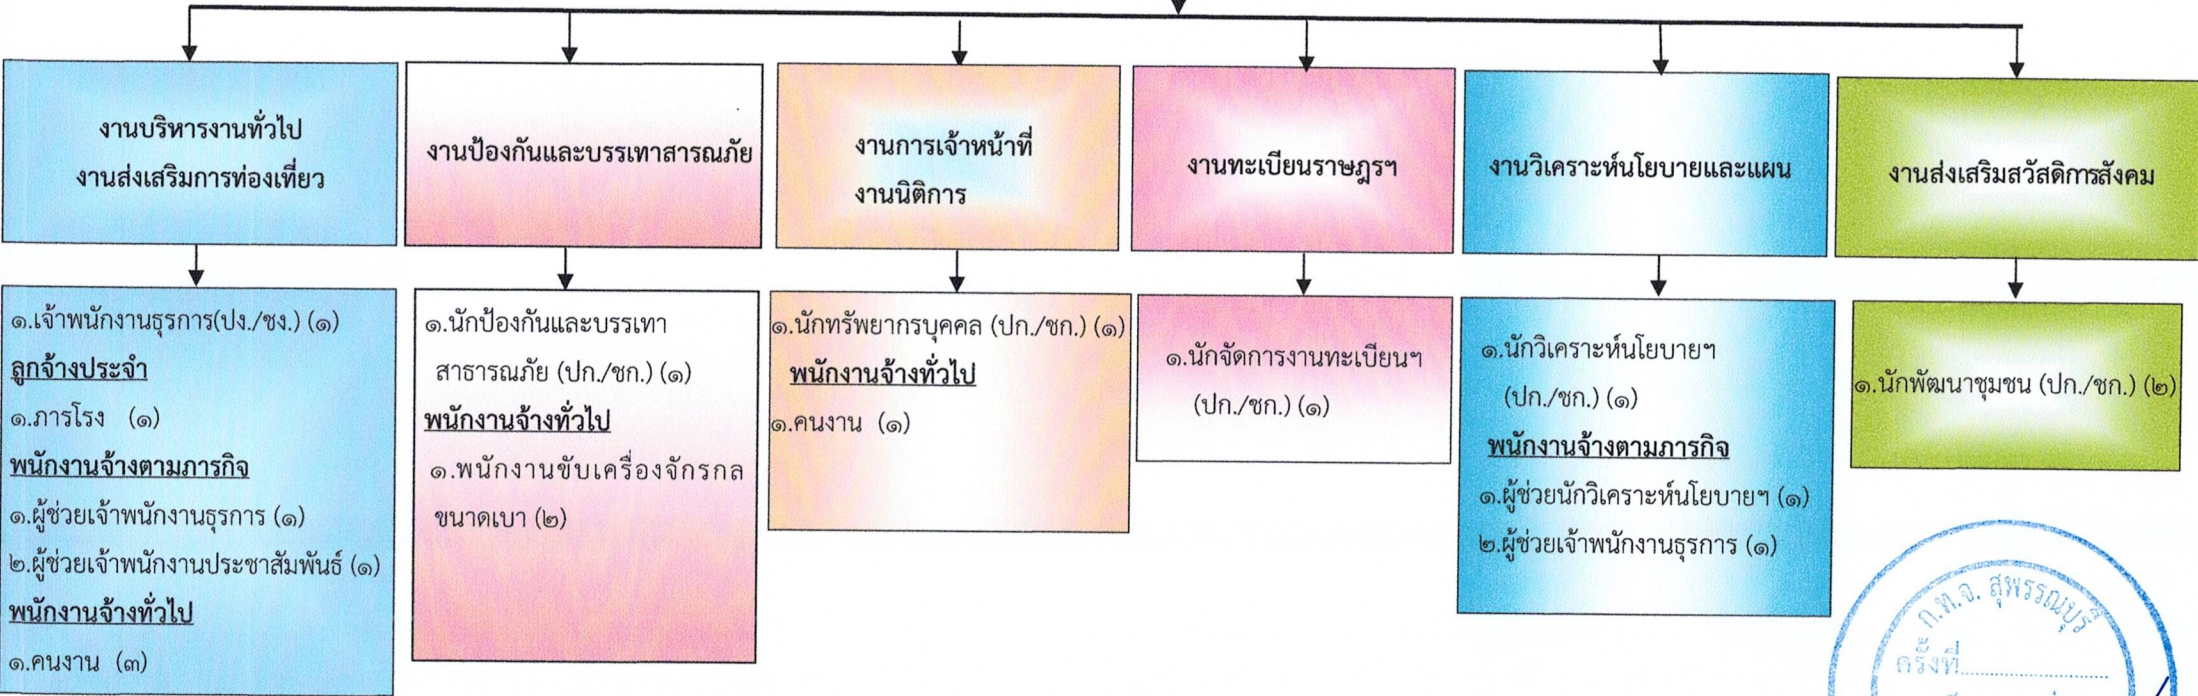 งานบริหารงานทั่วไป
งานส่งเสริมการท่องเที่ยว
งานป้องกันและบรรเทาสารณภัย
งานการเจ้าหน้าที่
งานนิติการ
งานทะเบียนราษฎรฯ
งานวิเคราะห์นโยบายและแผน
งานส่งเสริมสวัสดิการสังคม
๑.เจ้าพนักงานธุรการ(ปง./ชง.) (๑)
ลูกจ้างประจำ
๑.ภารโรง (๑)
พนักงานจ้างตามภารกิจ
๑.ผู้ช่วยเจ้าพนักงานธุรการ (๑)
๒.ผู้ช่วยเจ้าพนักงานประชาสัมพันธ์ (๑)
พนักงานจ้างทั่วไป
๑.คนงาน (๓)
๑.นักป้องกันและบรรเทา
สาธารณภัย (ปก./ชก.) (๑)
พนักงานจ้างทั่วไป
๑.พนักงานขับเครื่องจักรกล
ขนาดเบา (๒)
๑.นักทรัพยากรบุคคล (ปก./ชก.) (๑)
พนักงานจ้างทั่วไป
๑.คนงาน (๑)
๑.นักจัดการงานทะเบียนฯ
(ปก./ชก.) (๑)
๑.นักวิเคราะห์นโยบายฯ
(ปก./ชก.) (๑)
พนักงานจ้างตามภารกิจ
๑.ผู้ช่วยนักวิเคราะห์นโยบายฯ (๑)
๒.ผู้ช่วยเจ้าพนักงานธุรการ (๑)
๑.นักพัฒนาชุมชน (ปก./ชก.) (๒)
ก.ท.จ. สุพรรณบุรี
ครั้งที่